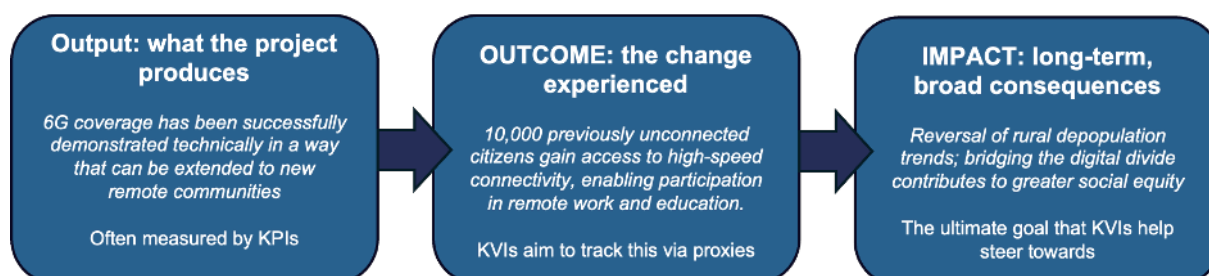 Output: what the project
produces
6G coverage has been successfully
demonstrated technically in a way
that can be extended to new
remote communities
Often measured by KPIs
OUTCOME: the change
experienced
10,000 previously unconnected
citizens gain access to high-speed
connectivity, enabling participation
in remote work and education.
KVIs aim to track this via proxies
IMPACT: long-term,
broad consequences
Reversal of rural depopulation
trends; bridging the digital divide
contributes to greater social equity
The ultimate goal that KVIs help
steer towards